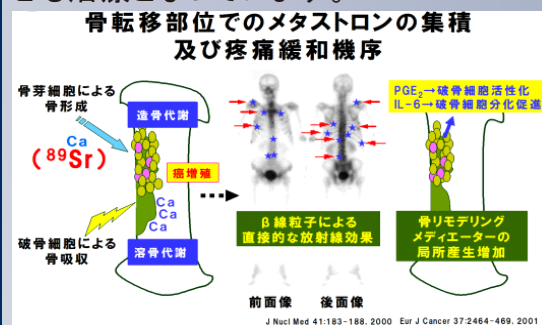 骨転移部位でのメタストロンの集積
及び疼痛緩和機序
骨芽細胞による
骨形成
造骨代謝
Ca
(⁸⁹Sr)
癌増殖
Ca
Ca
Ca
破骨細胞による
骨吸収
溶骨代謝
β線粒子による
直接的な放射線効果
前面像
後面像
PGE₂→破骨細胞活性化
IL-6→破骨細胞分化促進
骨リモデリング
メディエーターの
局所産生増加
J Nucl Med 41:183-188, 2000 Eur J Cancer 37:2464-469, 2001